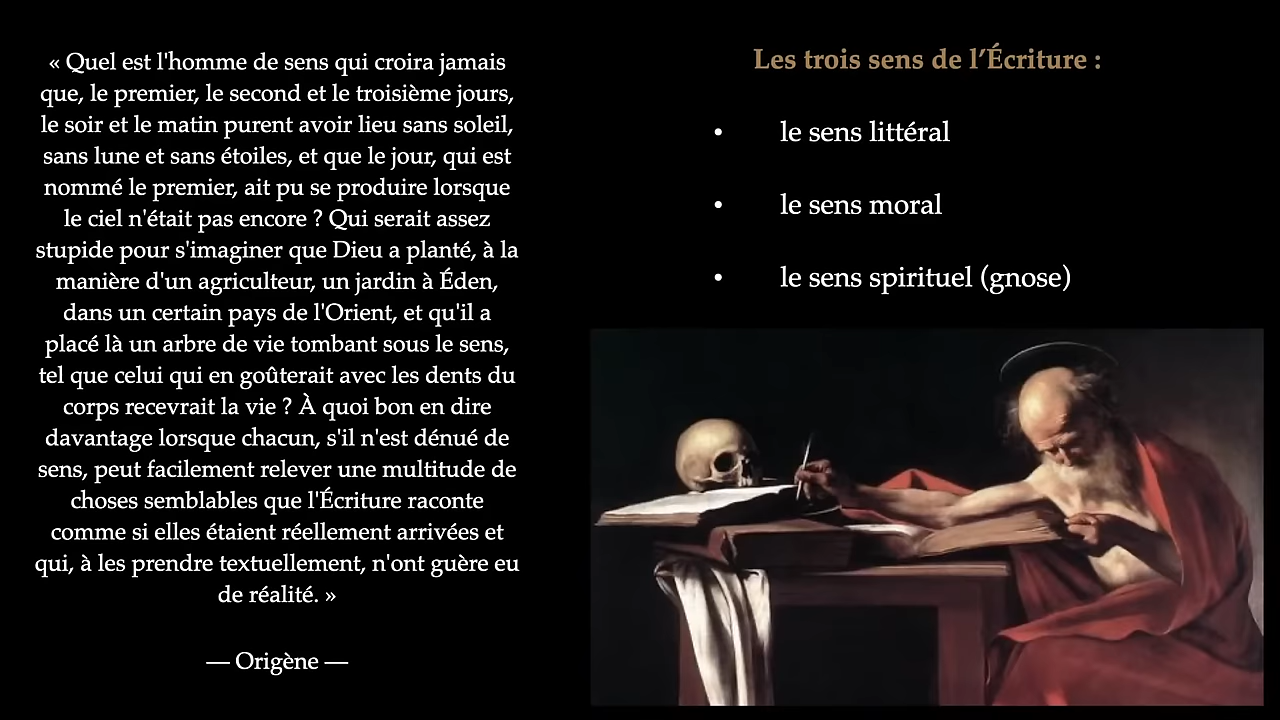 « Quel est l'homme de sens qui croira jamais
que, le premier, le second et le troisième jours,
le soir et le matin purent avoir lieu sans soleil,
sans lune et sans étoiles, et que le jour, qui est
nommé le premier, ait pu se produire lorsque
le ciel n'était pas encore ? Qui serait assez
stupide pour s'imaginer que Dieu a planté, à la
manière d'un agriculteur, un jardin à Éden,
dans un certain pays de l'Orient, et qu'il a
placé là un arbre de vie tombant sous le sens,
tel que celui qui en goûterait avec les dents du
corps recevrait la vie ? À quoi bon en dire
davantage lorsque chacun, s'il n'est dénué de
sens, peut facilement relever une multitude de
choses semblables que l'Écriture raconte
comme si elles étaient réellement arrivées et
qui, à les prendre textuellement, n'ont guère eu
de réalité. »
— Origène —
Les trois sens de l’Écriture :
• le sens littéral
• le sens moral
• le sens spirituel (gnose)